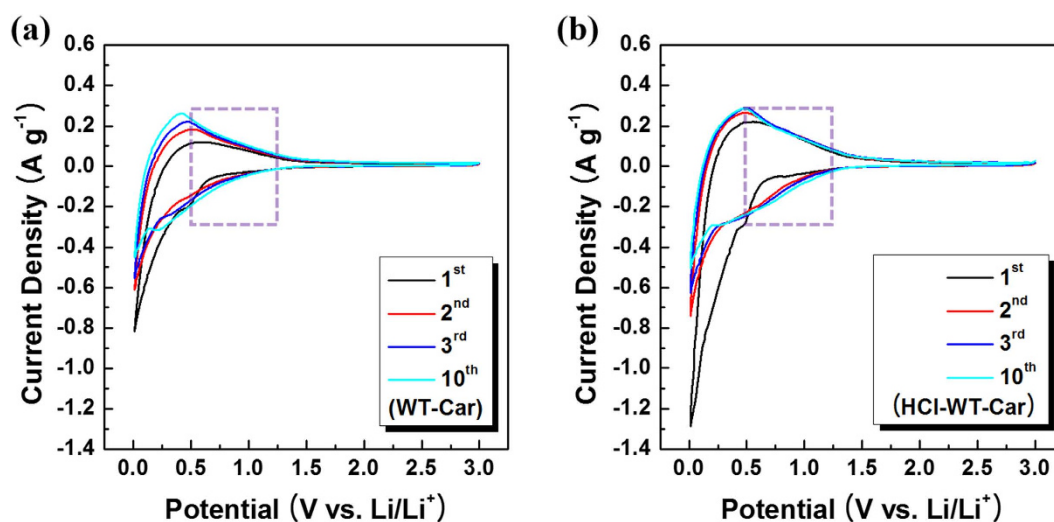 (a)
0.6
0.4
0.2
0.0
-0.2
-0.4
-0.6
-0.8
-1.0
-1.2
-1.4
Current Density (A g⁻¹)
0.0 0.5 1.0 1.5 2.0 2.5 3.0
Potential (V vs. Li/Li⁺)
1st
2nd
3rd
10th
(WT-Car)
(b)
0.6
0.4
0.2
0.0
-0.2
-0.4
-0.6
-0.8
-1.0
-1.2
-1.4
Current Density (A g⁻¹)
0.0 0.5 1.0 1.5 2.0 2.5 3.0
Potential (V vs. Li/Li⁺)
1st
2nd
3rd
10th
(HCl-WT-Car)